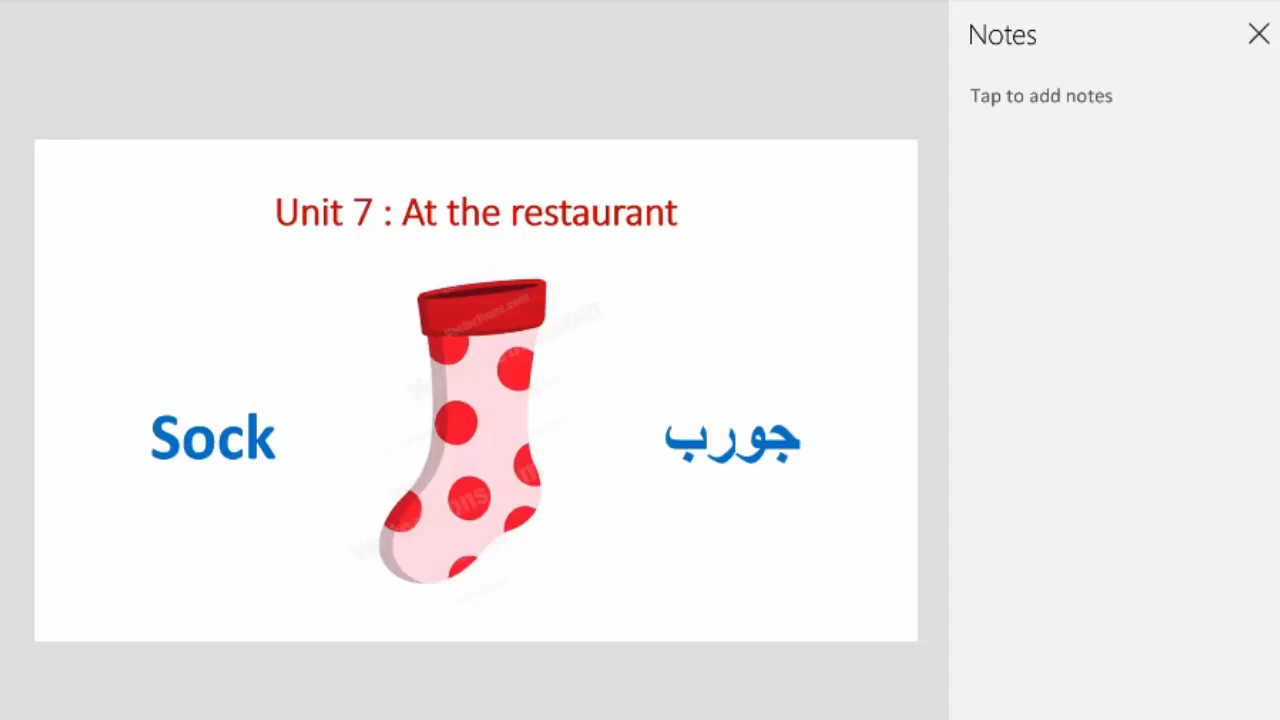 Notes
Tap to add notes
Unit 7 : At the restaurant
Sock
جورب